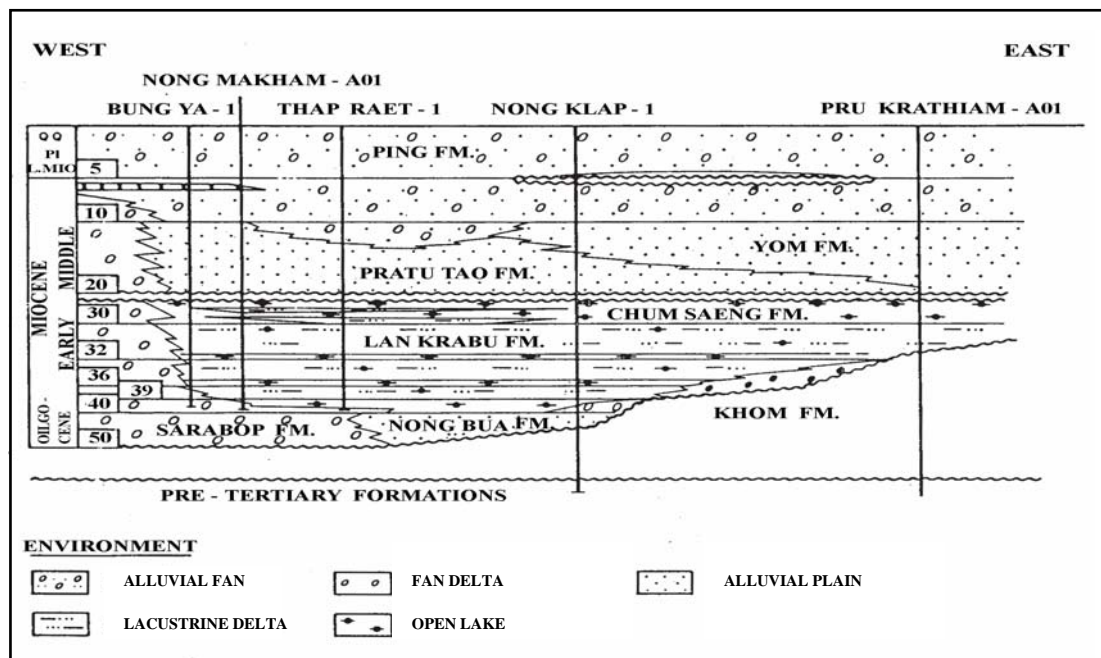 WEST EAST
NONG MAKHAM - A01
BUNG YA - 1 THAP RAET - 1 NONG KLAP - 1 PRU KRATHIAM - A01
QQ
Pl
L.MIO
PING FM.
5
10
MIOCENE
MIDDLE
YOM FM.
PRATU TAO FM.
20
30
CHUM SAENG FM.
EARLY
LAN KRABU FM.
32
36
39
40
OILGO -
CENE
KHOM FM.
SARABOP FM. NONG BUA FM.
50
PRE - TERTIARY FORMATIONS
ENVIRONMENT
ALLUVIAL FAN FAN DELTA ALLUVIAL PLAIN
LACUSTRINE DELTA OPEN LAKE